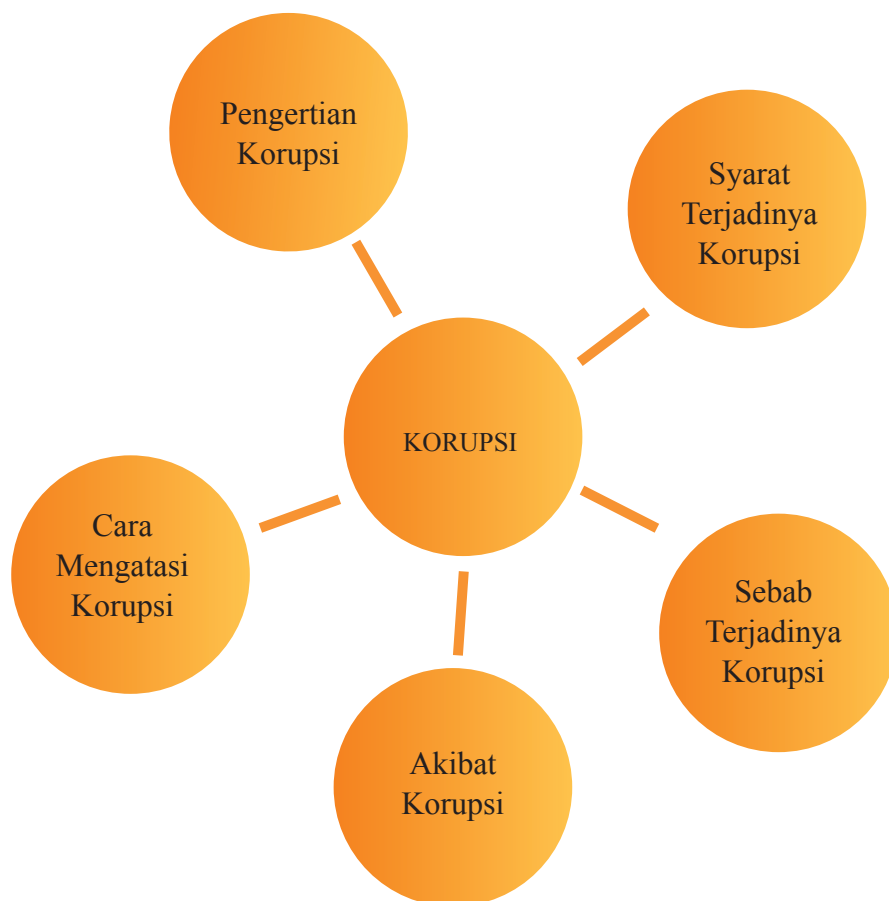 Pengertian
Korupsi
Syarat
Terjadinya
Korupsi
KORUPSI
Cara
Mengatasi
Korupsi
Sebab
Terjadinya
Korupsi
Akibat
Korupsi